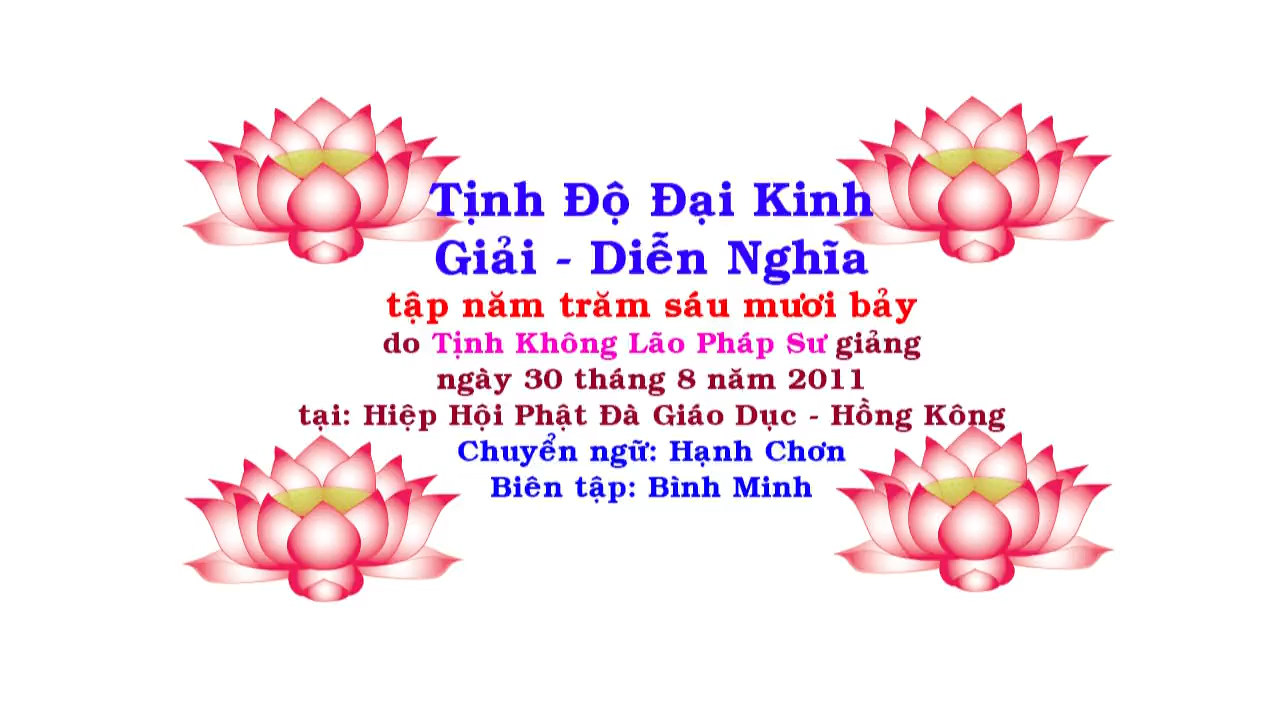 Tịnh Độ Đại Kinh
Giải - Diễn Nghĩa
tập năm trăm sáu mươi bảy
do Tịnh Không Lão Pháp Sư giảng
ngày 30 tháng 8 năm 2011
tại: Hiệp Hội Phật Đà Giáo Dục - Hồng Kông
Chuyển ngữ: Hạnh Chơn
Biên tập: Bình Minh